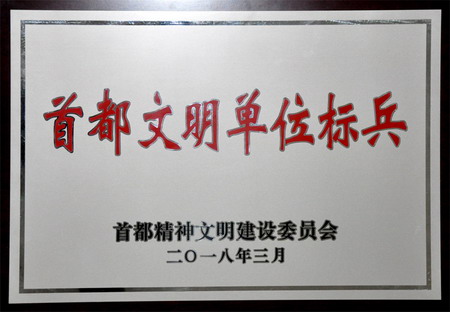 首都文明单位标兵
首都精神文明建设委员会
二〇一八年三月